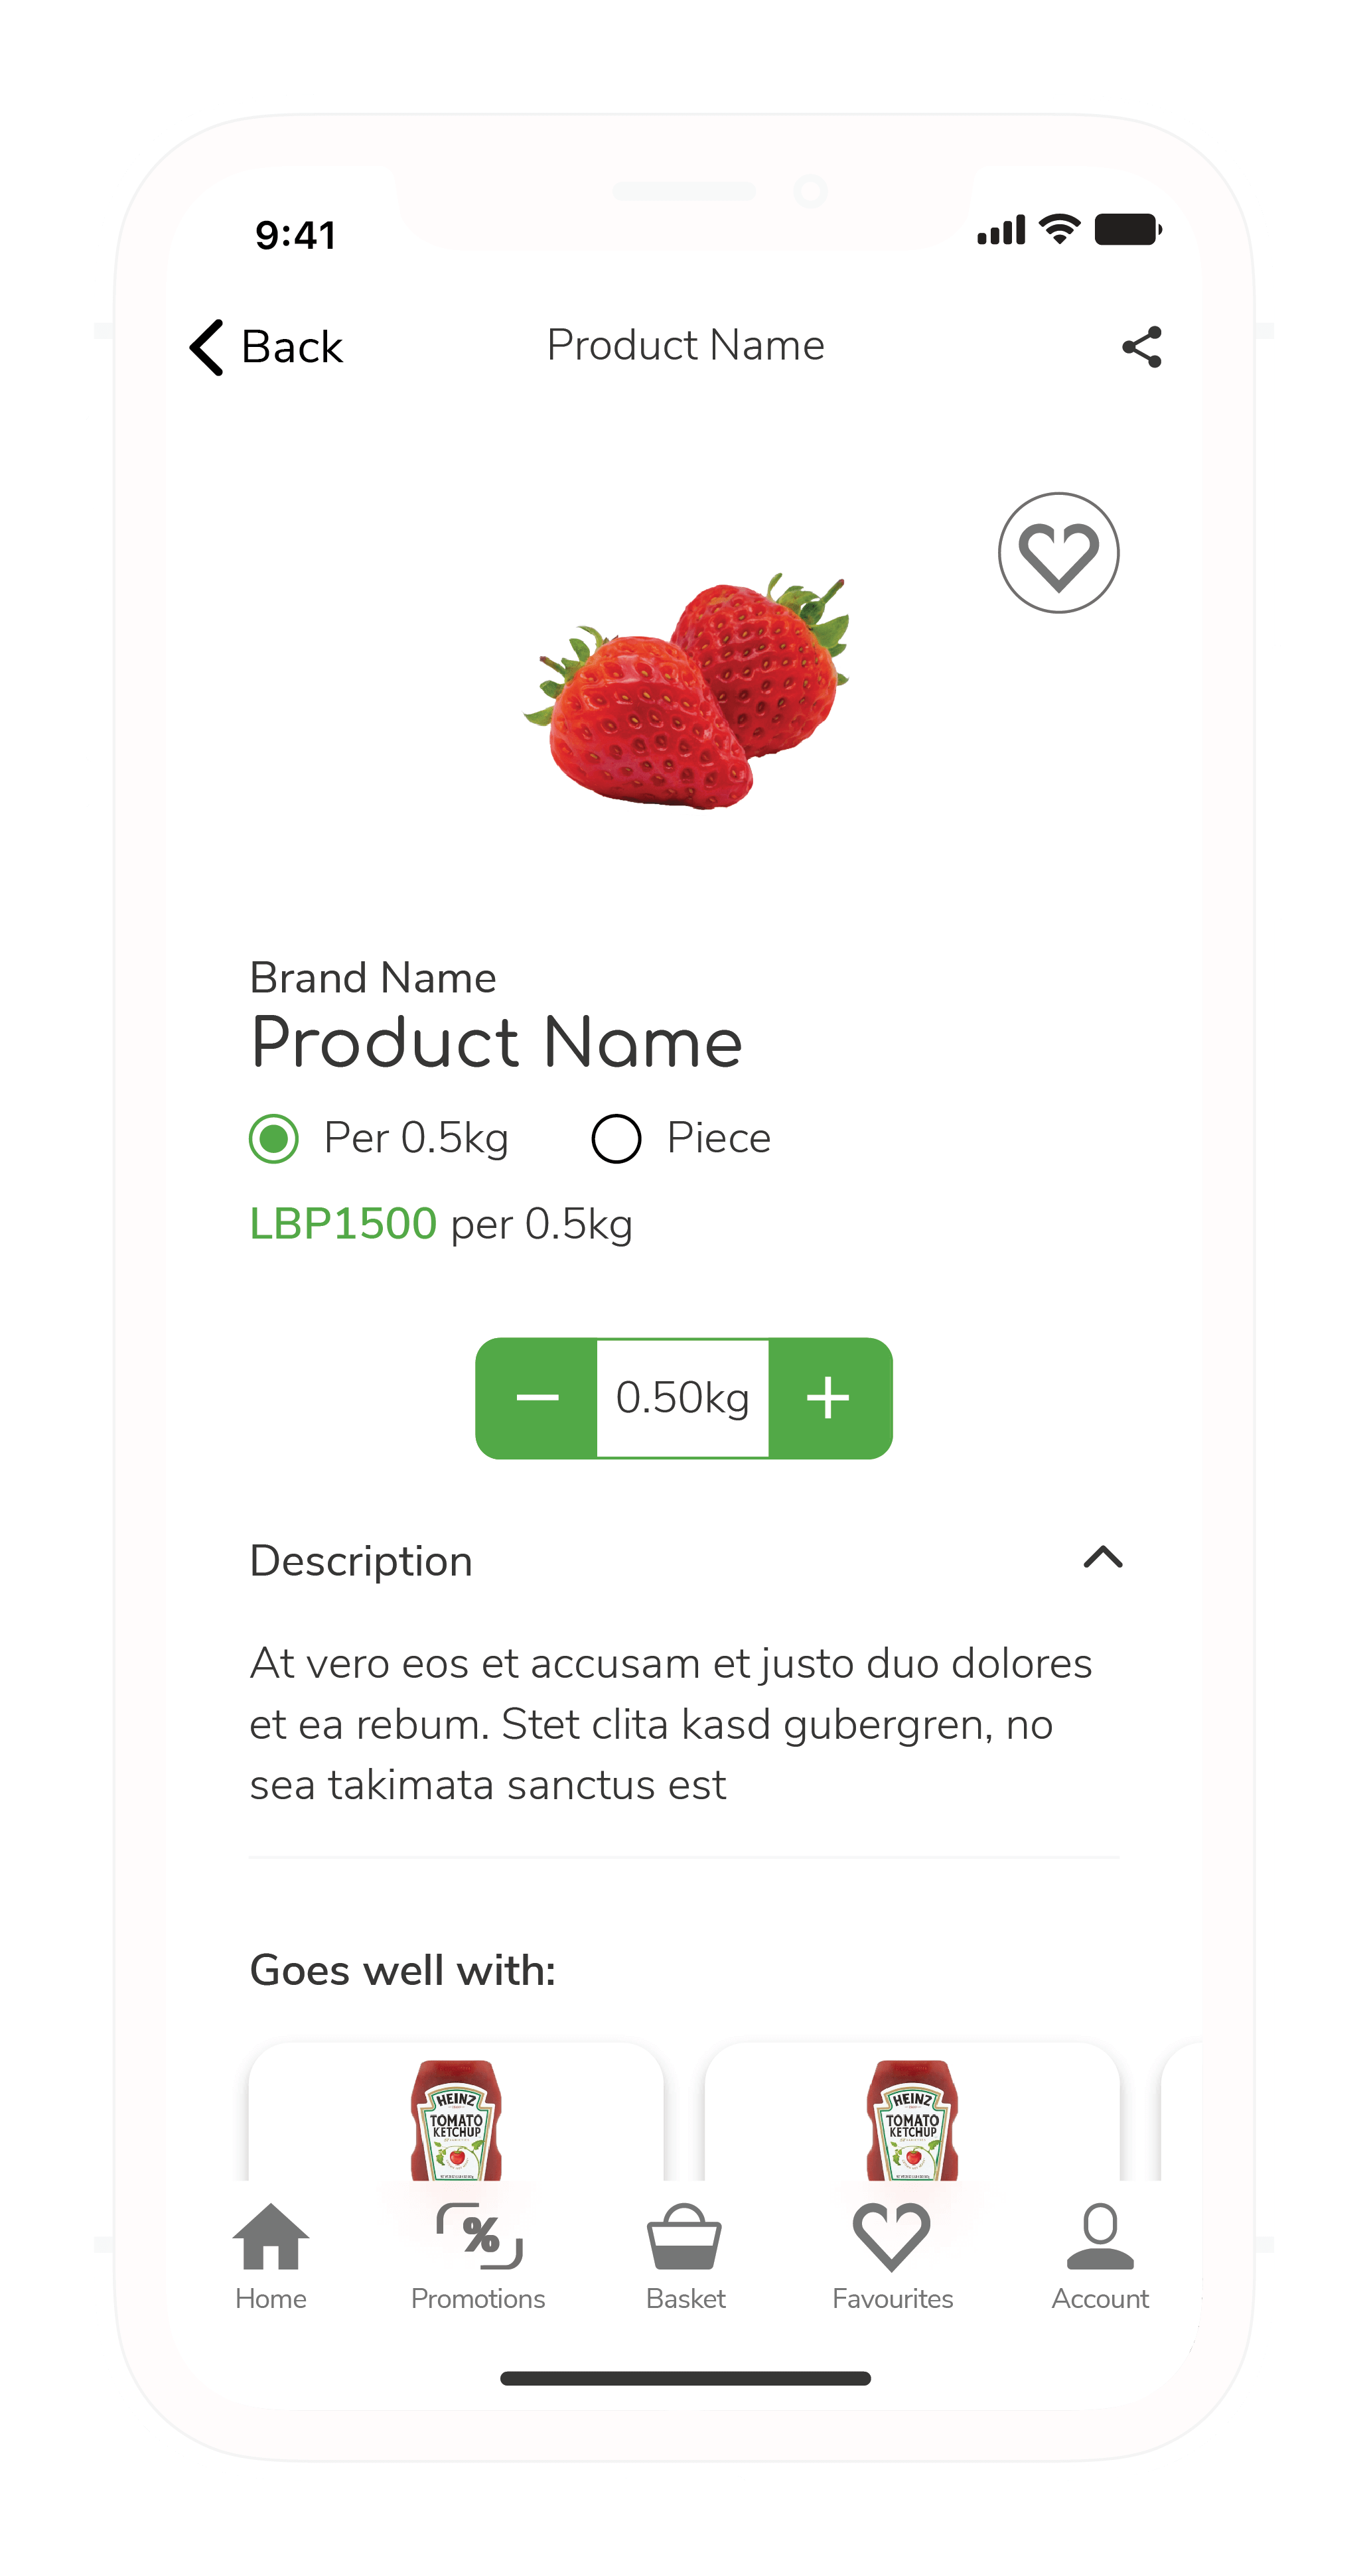 9:41
Back
Product Name
Brand Name
Product Name
Per 0.5kg
Piece
LBP1500 per 0.5kg
0.50kg
Description
At vero eos et accusam et justo duo dolores
et ea rebum. Stet clita kasd gubergren, no
sea takimata sanctus est
Goes well with:
HEINZ
TOMATO
KETCHUP
HEINZ
TOMATO
KETCHUP
%
Home
Promotions
Basket
Favourites
Account